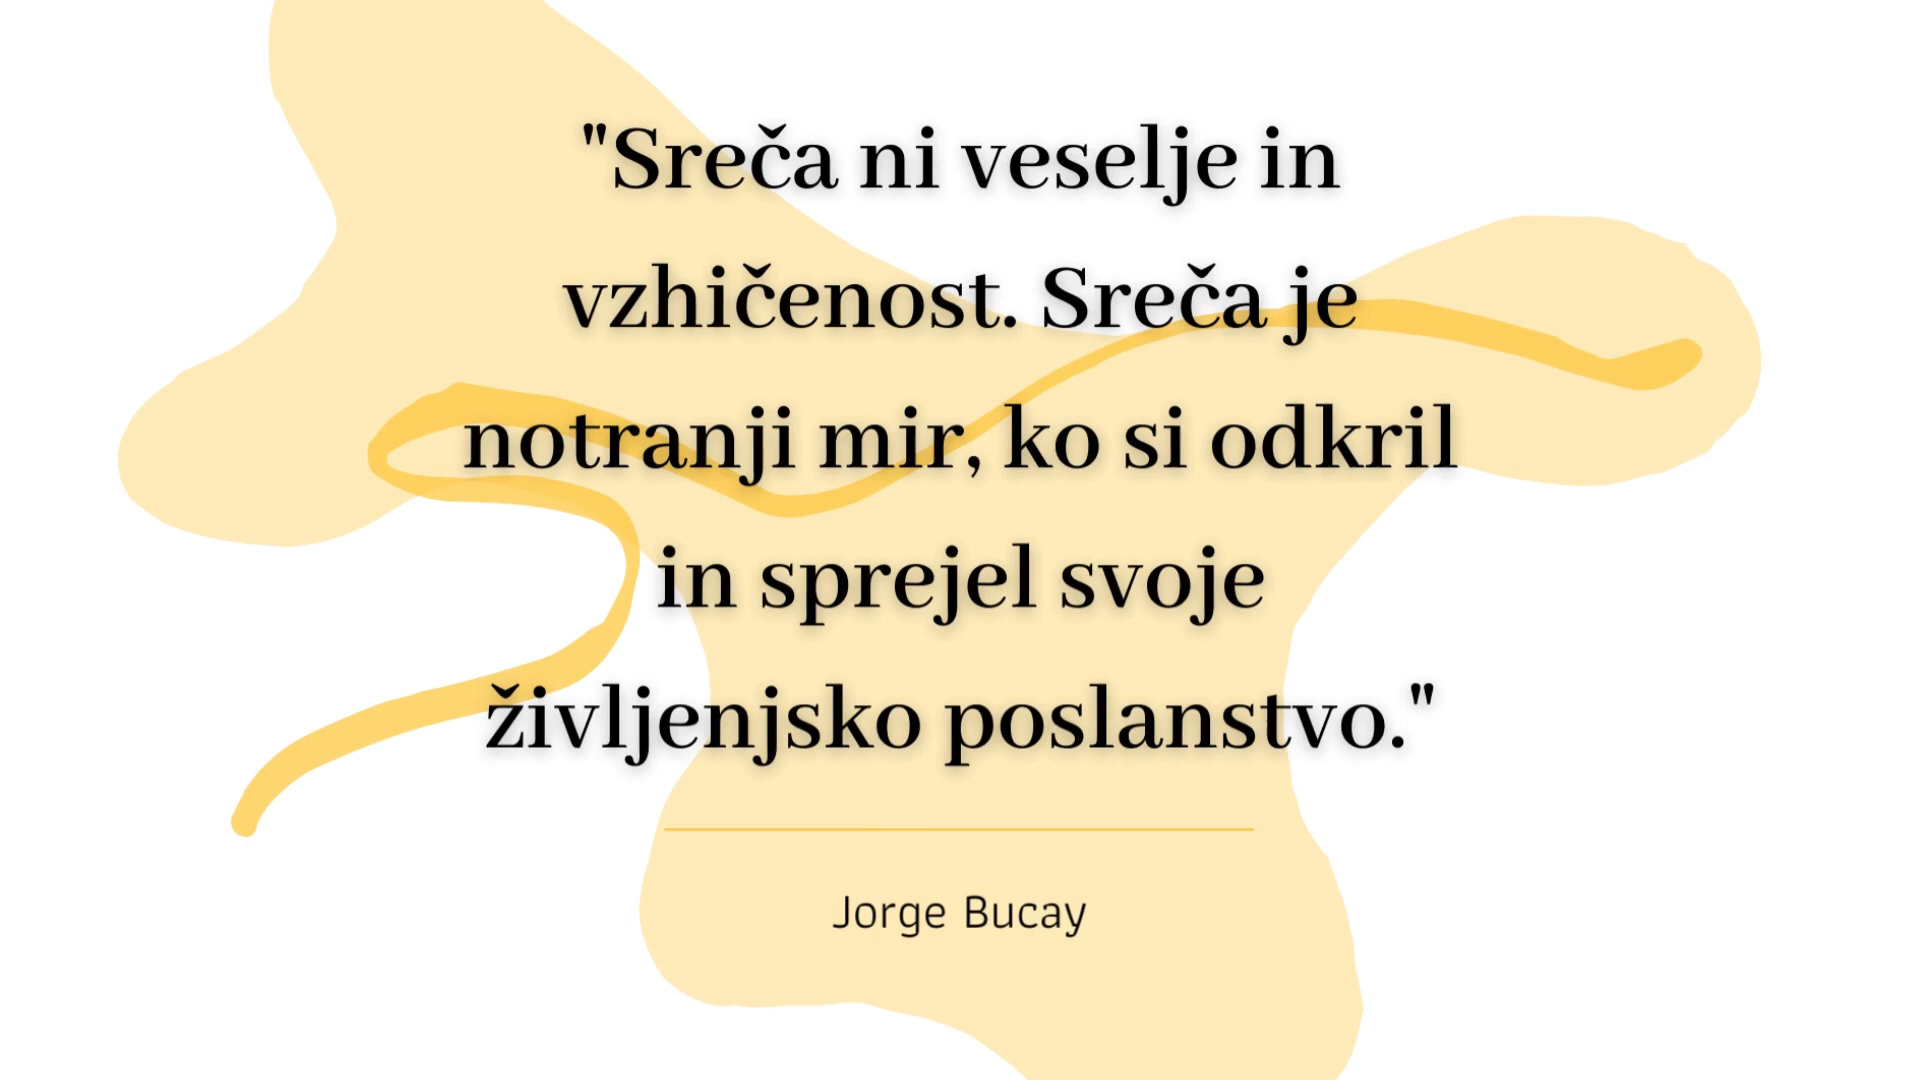 "Sreča ni veselje in
vzhičenost. Sreča je
notranji mir, ko si odkril
in sprejel svoje
življenjsko poslanstvo."
Jorge Bucay